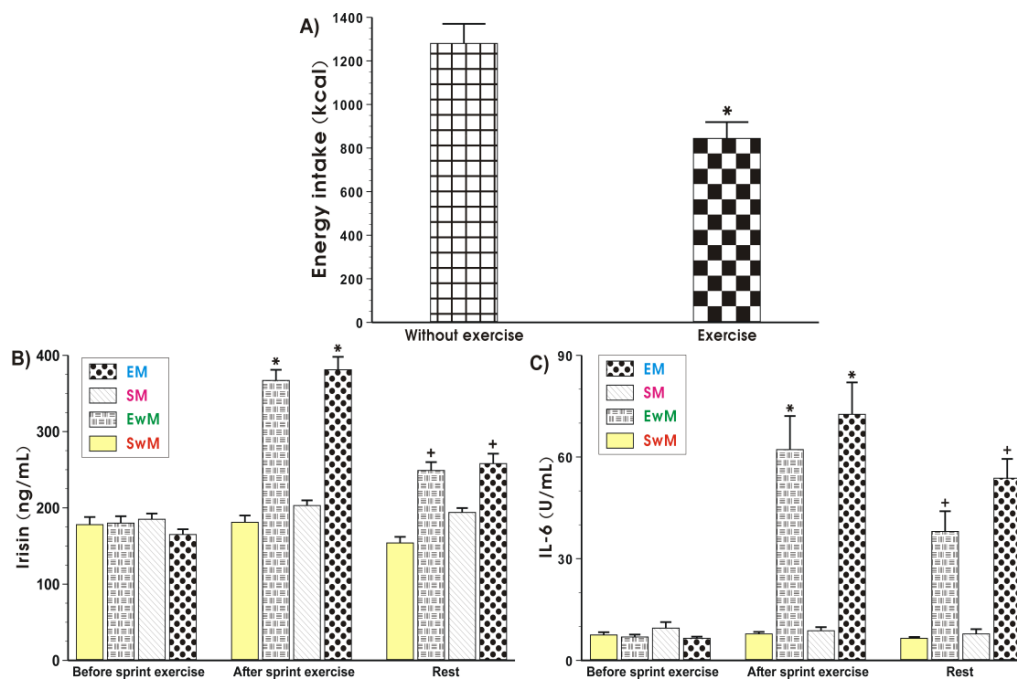 A)
Energy intake (kcal)
1400
1200
1000
800
600
400
200
0
*
Without exercise
Exercise
B)
Irisin (ng/mL)
400
300
200
100
0
EM
SM
EwM
SwM
*
*
+
+
Before sprint exercise
After sprint exercise
Rest
C)
IL-6 (U/mL)
90
60
30
0
EM
SM
EwM
SwM
*
*
+
+
Before sprint exercise
After sprint exercise
Rest